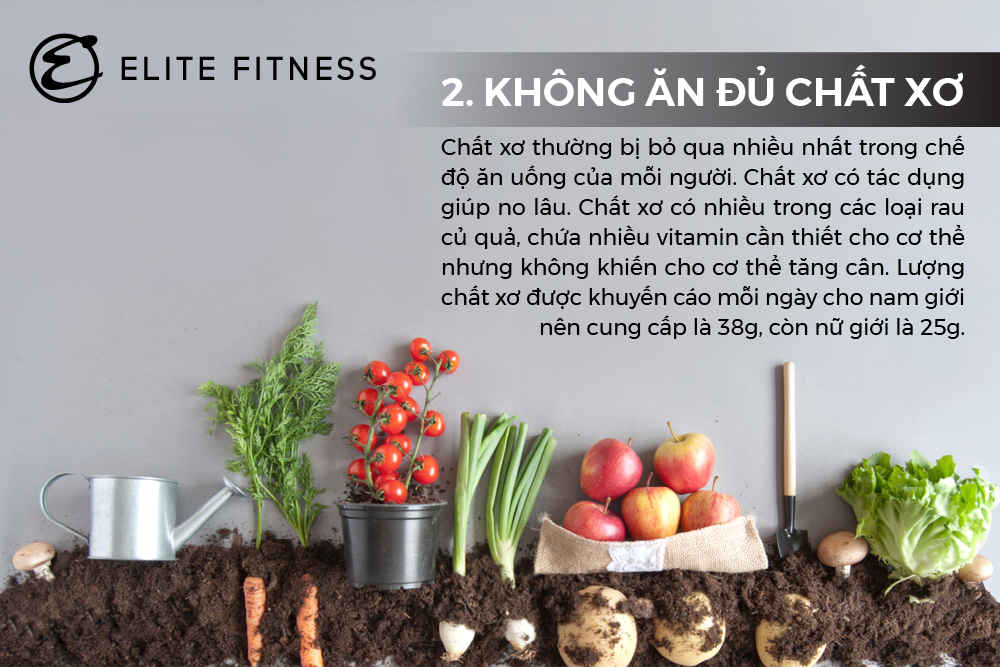 ELITE FITNESS
2. KHÔNG ĂN ĐỦ CHẤT XƠ
Chất xơ thường bị bỏ qua nhiều nhất trong chế
độ ăn uống của mỗi người. Chất xơ có tác dụng
giúp no lâu. Chất xơ có nhiều trong các loại rau
củ quả, chứa nhiều vitamin cần thiết cho cơ thể
nhưng không khiến cho cơ thể tăng cân. Lượng
chất xơ được khuyến cáo mỗi ngày cho nam giới
nên cung cấp là 38g, còn nữ giới là 25g.